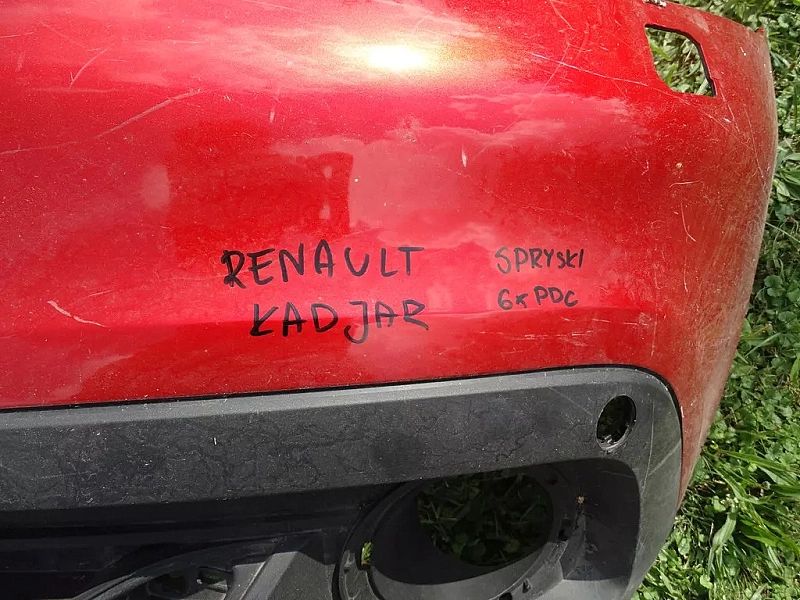 RENAULT
KADJAR
SPRYSKI
6x PDC